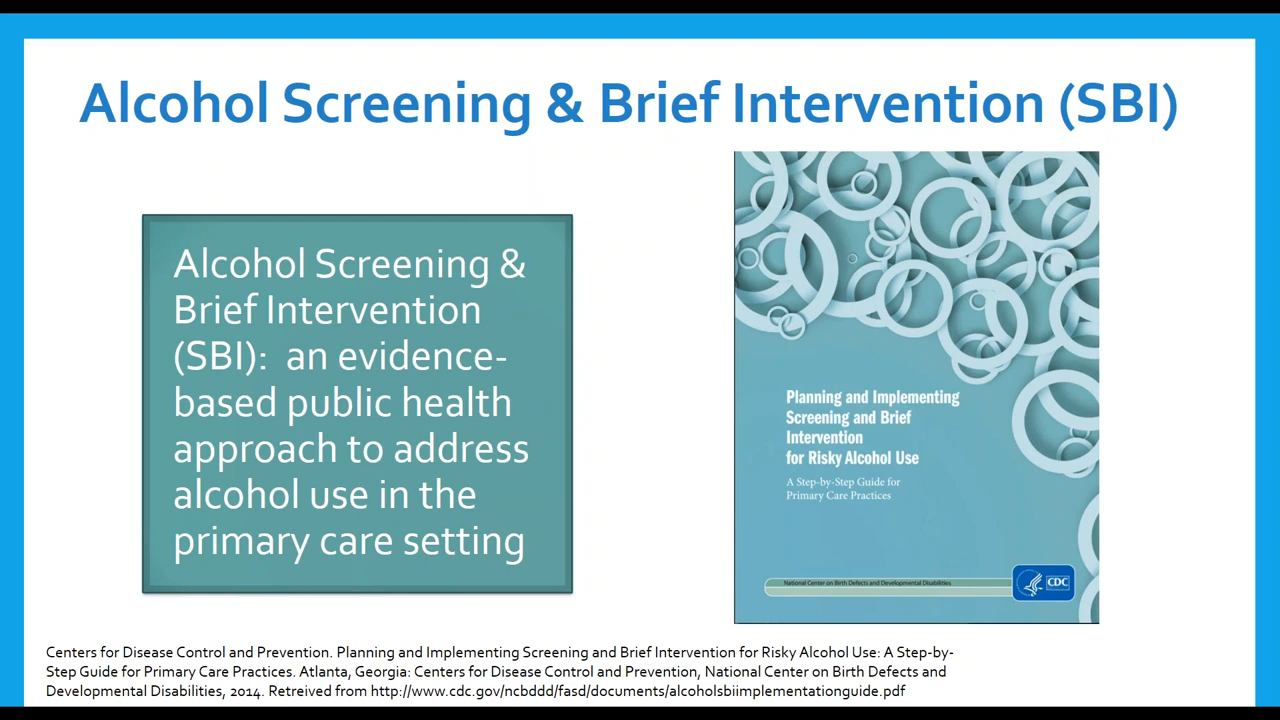 Alcohol Screening & Brief Intervention (SBI)
Alcohol Screening &
Brief Intervention
(SBI):  an evidence-
based public health
approach to address
alcohol use in the
primary care setting
Planning and Implementing
Screening and Brief
Intervention
for Risky Alcohol Use
A Step-by-Step Guide for
Primary Care Practices
National Center on Birth Defects and Developmental Disabilities
CDC
Centers for Disease Control and Prevention. Planning and Implementing Screening and Brief Intervention for Risky Alcohol Use: A Step-by-
Step Guide for Primary Care Practices. Atlanta, Georgia: Centers for Disease Control and Prevention, National Center on Birth Defects and
Developmental Disabilities, 2014. Retreived from http://www.cdc.gov/ncbddd/fasd/documents/alcoholsbiimplementationguide.pdf